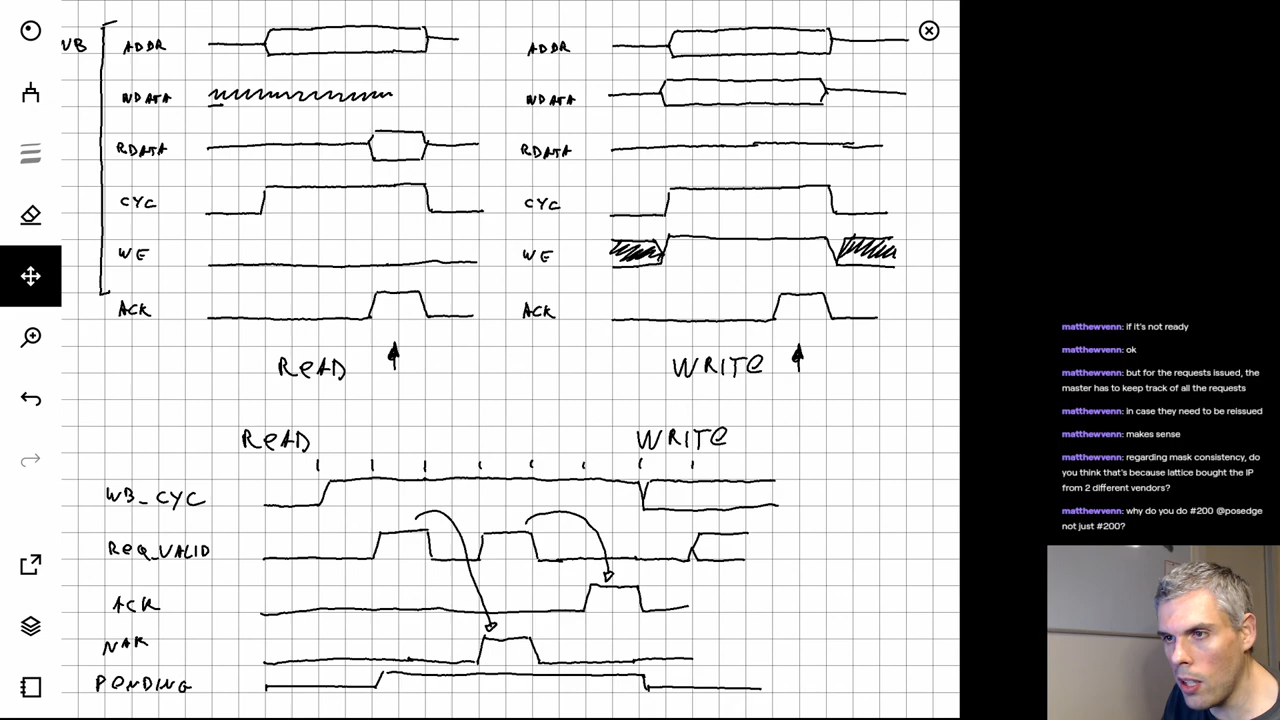 WB
ADDR
WDATA
RDATA
CYC
WE
ACK
READ
ADDR
WDATA
RDATA
CYC
WE
ACK
WRITE
READ
WRITE
WB_CYC
REQ_VALID
ACK
NAK
PENDING
matthewvenn: if it's not ready
matthewvenn: ok
matthewvenn: but for the requests issued, the
master has to keep track of all the requests
matthewvenn: in case they need to be reissued
matthewvenn: makes sense
matthewvenn: regarding mask consistency, do
you think that's because lattice bought the IP
from 2 different vendors?
matthewvenn: why do you do #200 @posedge
not just #200?